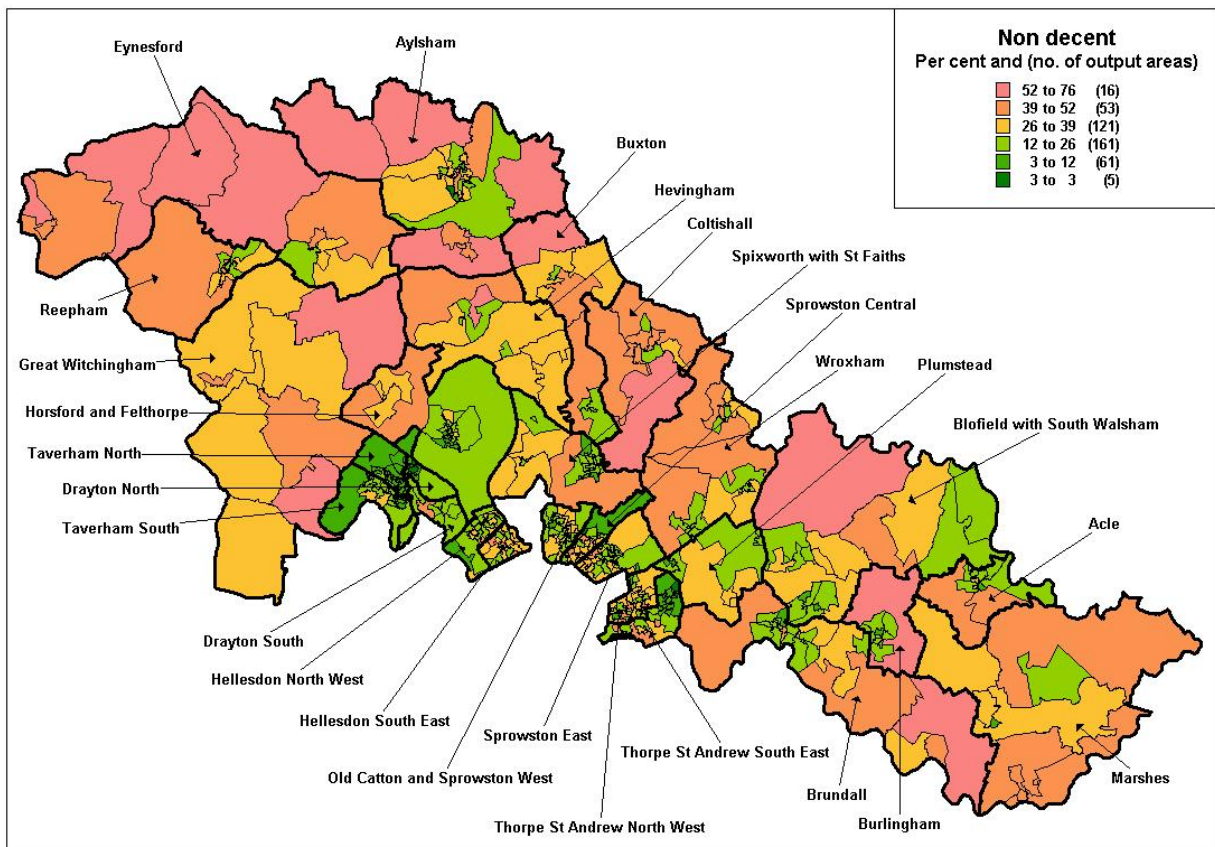 Non decent
Per cent and (no. of output areas)
52 to 76 (16)
39 to 52 (53)
26 to 39 (121)
12 to 26 (161)
3 to 12 (61)
3 to 3 (5)
Eynesford
Aylsham
Buxton
Hevingham
Coltishall
Spixworth with St Faiths
Sprowston Central
Wroxham
Plumstead
Blofield with South Walsham
Acle
Reepham
Great Witchingham
Horsford and Felthorpe
Taverham North
Drayton North
Taverham South
Drayton South
Hellesdon North West
Hellesdon South East
Old Catton and Sprowston West
Sprowston East
Thorpe St Andrew North West
Thorpe St Andrew South East
Brundall
Burlingham
Marshes